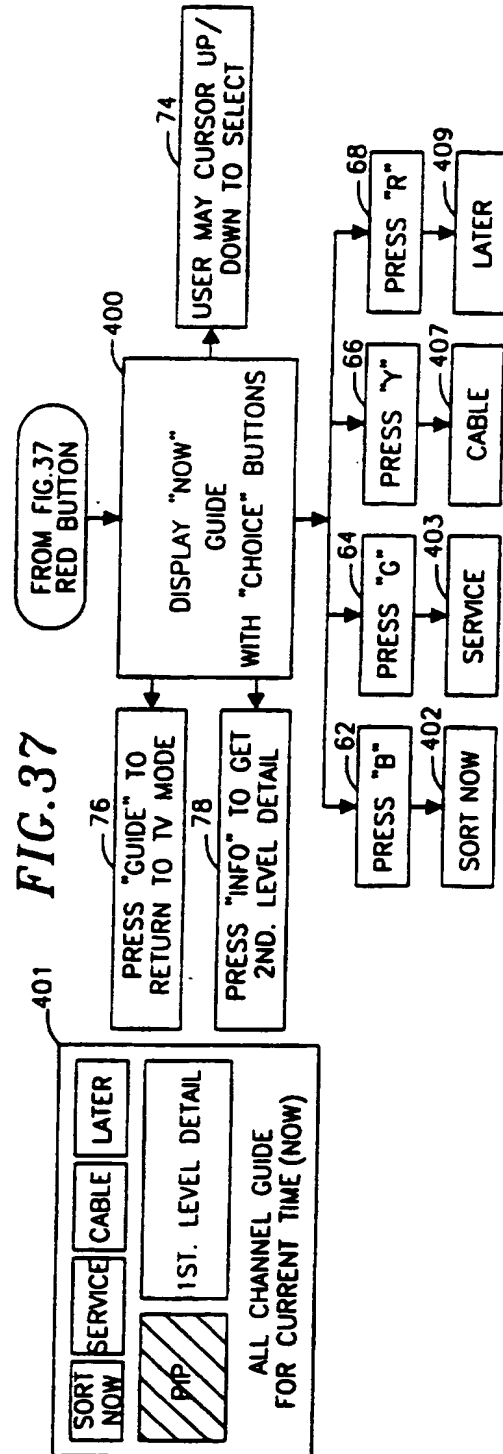 FIG.37
401
SORT
NOW
SERVICE
CABLE
LATER
PIP
1ST. LEVEL DETAIL
ALL CHANNEL GUIDE
FOR CURRENT TIME (NOW)
FROM FIG.37
RED BUTTON
400
DISPLAY "NOW"
GUIDE
WITH "CHOICE" BUTTONS
76
PRESS "GUIDE" TO
RETURN TO TV MODE
78
PRESS "INFO" TO GET
2ND. LEVEL DETAIL
74
USER MAY CURSOR UP/
DOWN TO SELECT
62
PRESS "B"
402
SORT NOW
64
PRESS "G"
403
SERVICE
66
PRESS "Y"
407
CABLE
68
PRESS "R"
409
LATER